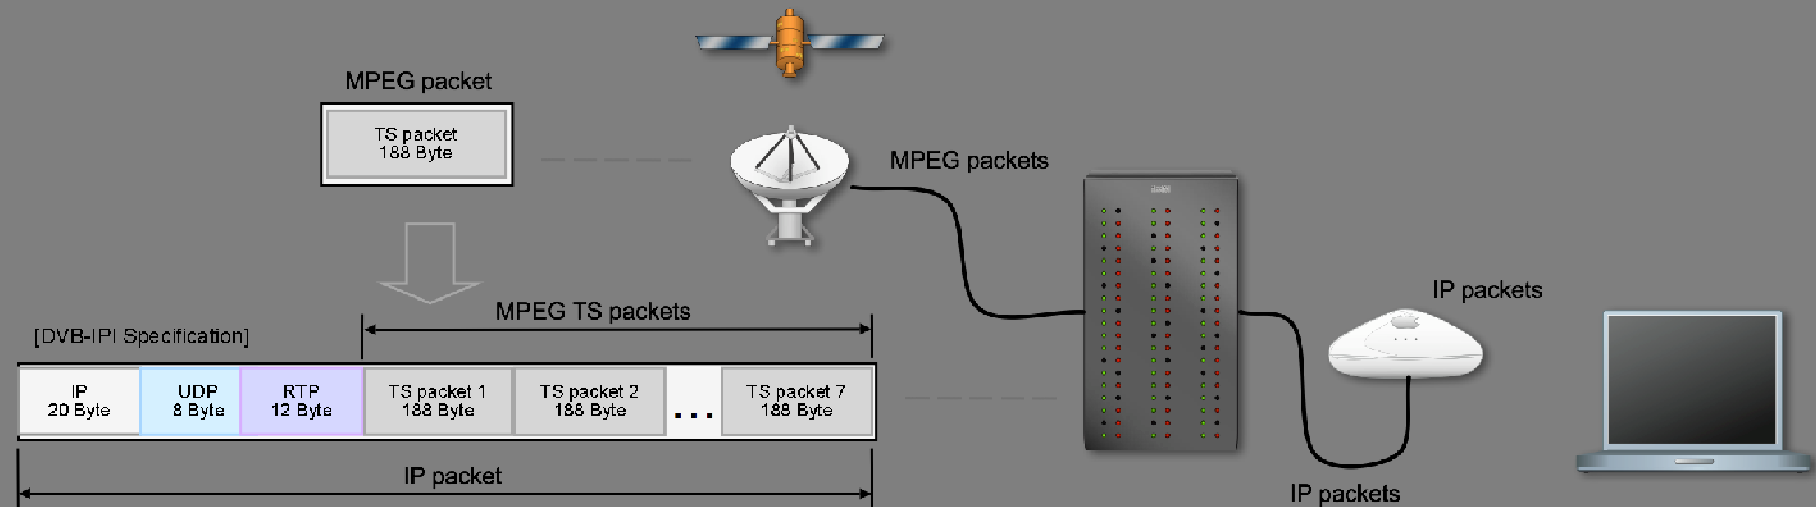 MPEG packet
TS packet
188 Byte
MPEG packets
IP packets
MPEG TS packets
[DVB-IPI Specification]
IP
20 Byte
UDP
8 Byte
RTP
12 Byte
TS packet 1
188 Byte
TS packet 2
188 Byte
...
TS packet 7
188 Byte
IP packet
IP packets